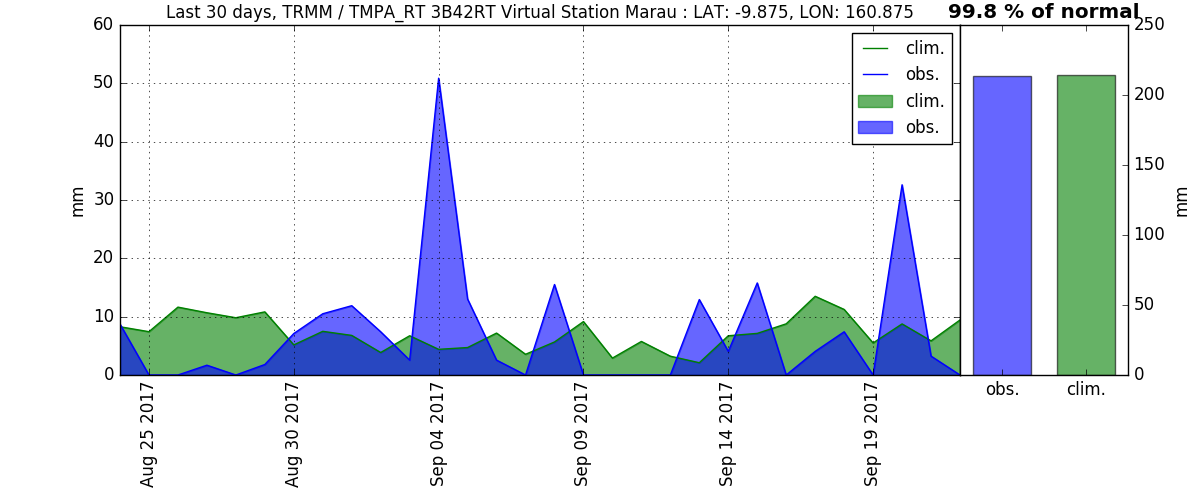 Last 30 days, TRMM / TMPA_RT 3B42RT Virtual Station Marau : LAT: -9.875, LON: 160.875
99.8 % of normal
60
50
40
30
20
10
0
mm
clim.
obs.
clim.
obs.
250
200
150
100
50
0
mm
obs.
clim.
Aug 25 2017
Aug 30 2017
Sep 04 2017
Sep 09 2017
Sep 14 2017
Sep 19 2017